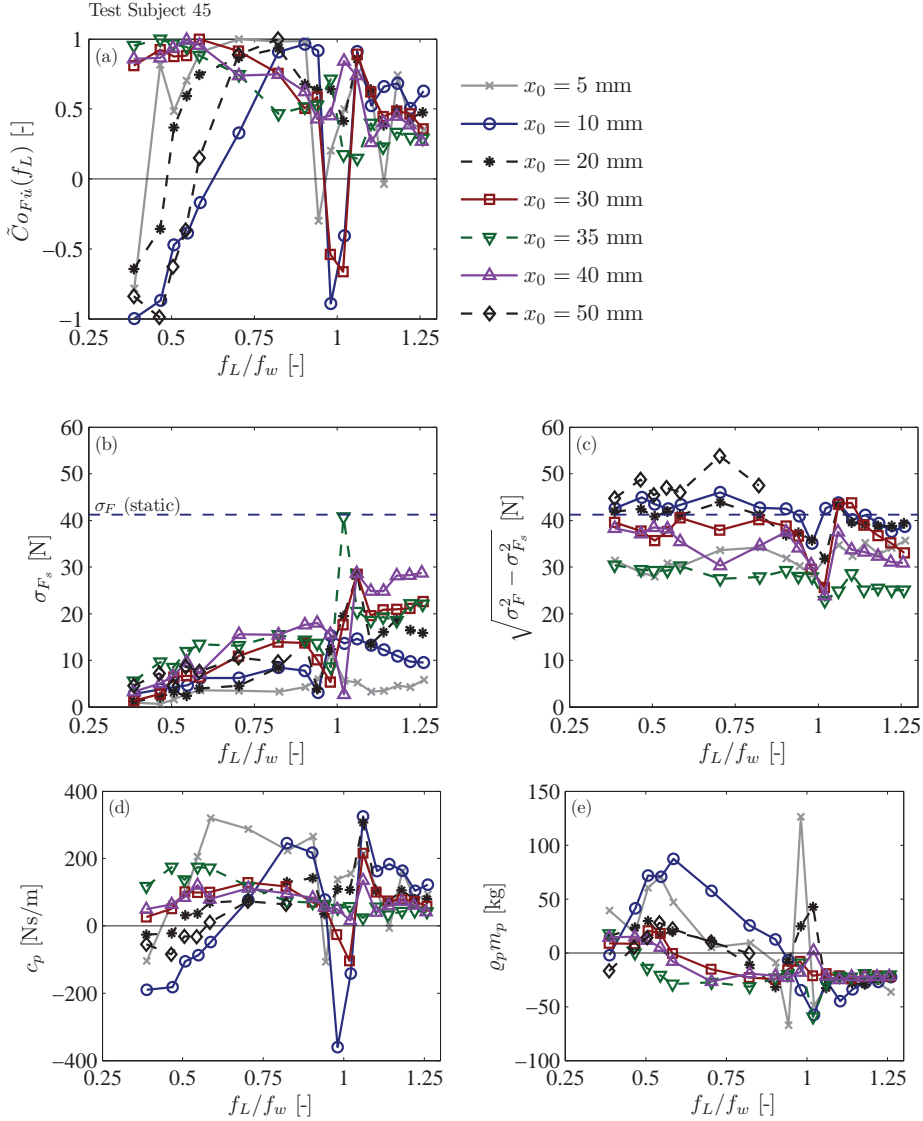 Test Subject 45
(a)
1
0.5
0
−0.5
−1
C̃o_{Fu̇}(f_L) [-]
0.25 0.5 0.75 1 1.25
f_L/f_w [-]
x_0 = 5 mm
x_0 = 10 mm
x_0 = 20 mm
x_0 = 30 mm
x_0 = 35 mm
x_0 = 40 mm
x_0 = 50 mm
(b)
60
50
40
30
20
10
0
σ_F (static)
σ_{F_s} [N]
0.25 0.5 0.75 1 1.25
f_L/f_w [-]
(c)
60
50
40
30
20
10
0
√(σ_F^2 − σ_{F_s}^2) [N]
0.25 0.5 0.75 1 1.25
f_L/f_w [-]
(d)
400
200
0
−200
−400
c_p [Ns/m]
0.25 0.5 0.75 1 1.25
f_L/f_w [-]
(e)
150
100
50
0
−50
−100
ϱ_p m_p [kg]
0.25 0.5 0.75 1 1.25
f_L/f_w [-]